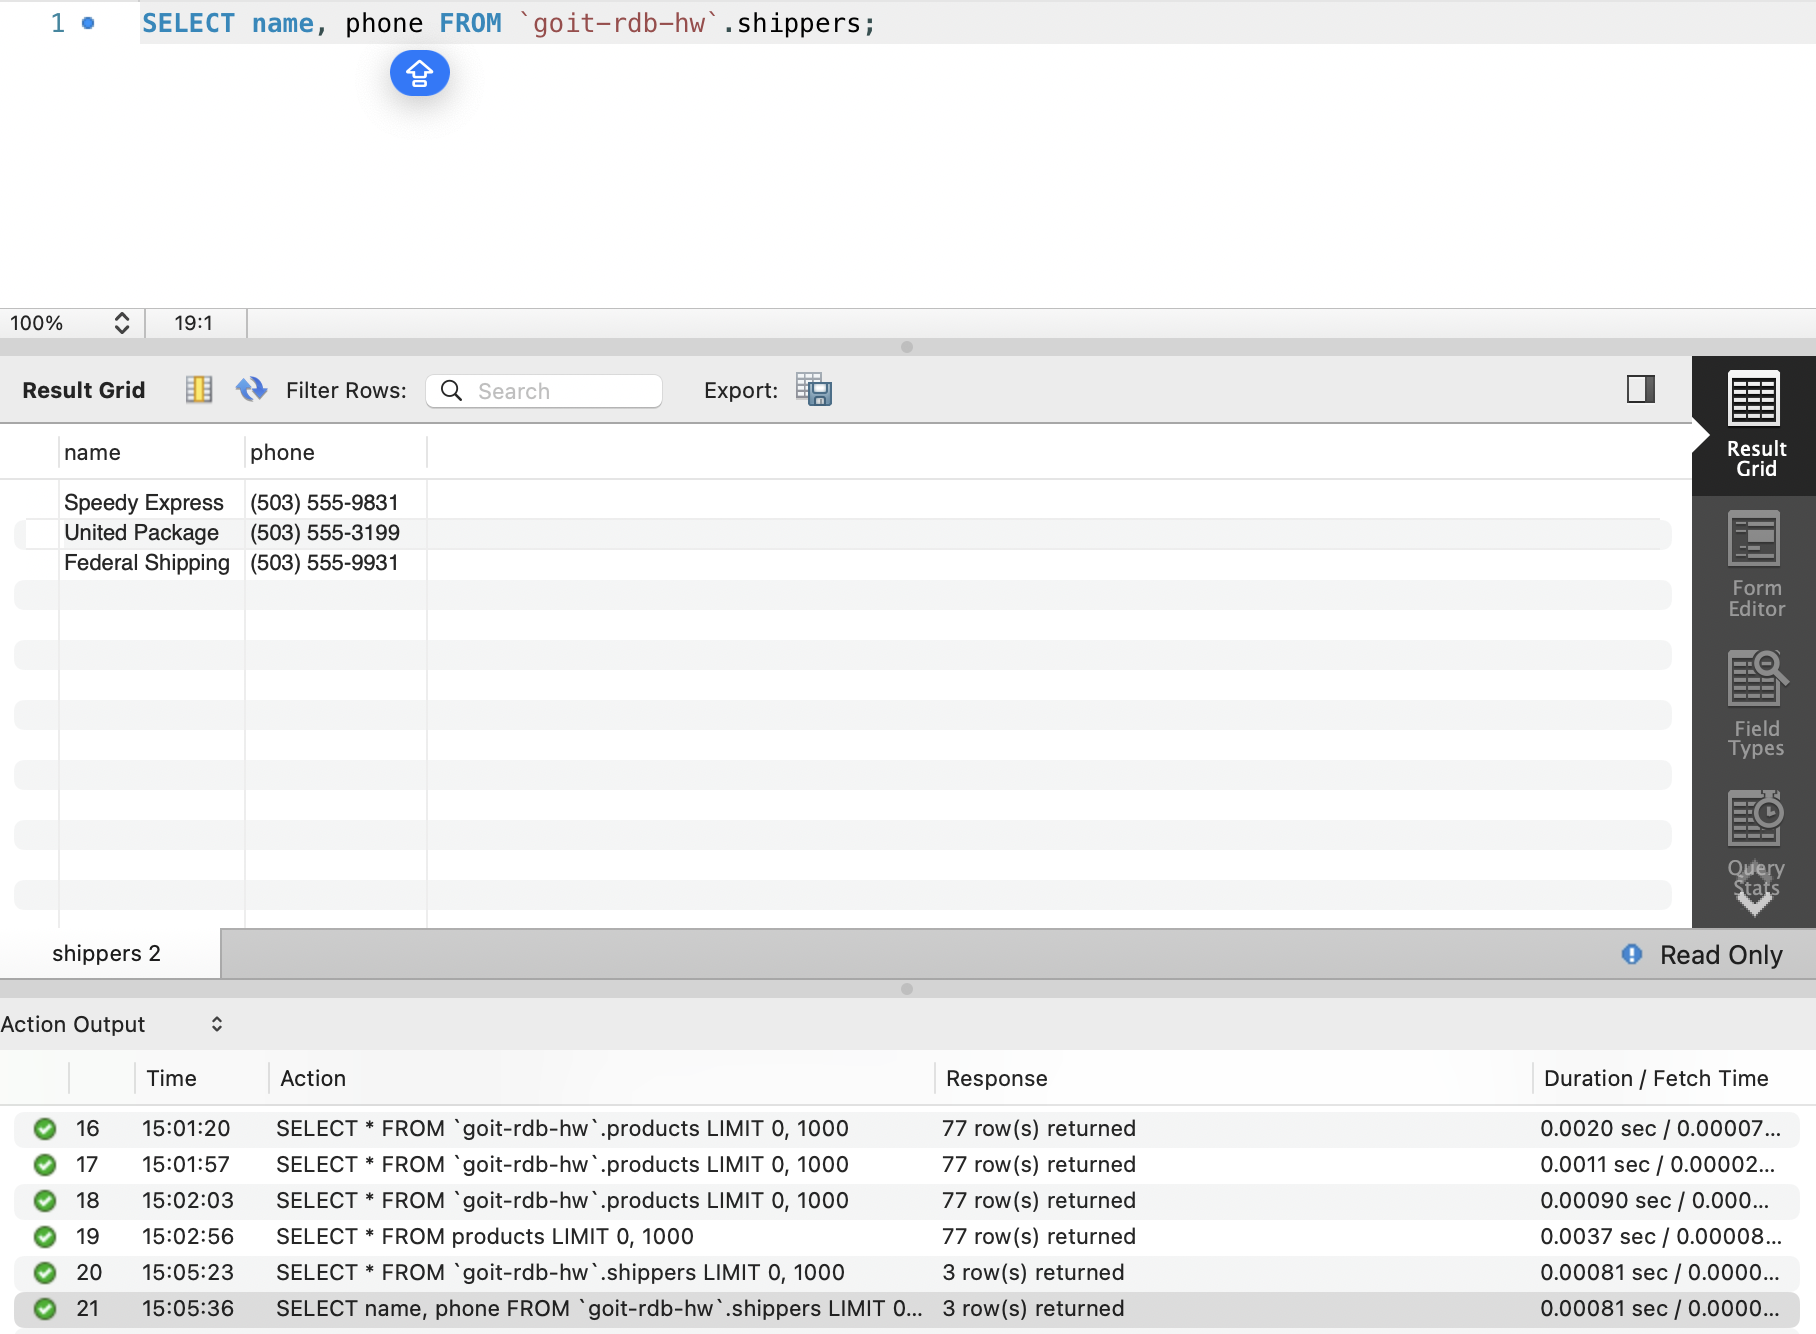 1 SELECT name, phone FROM `goit-rdb-hw`.shippers;
100% 19:1
Result Grid Filter Rows: Search Export:
name phone
Speedy Express (503) 555-9831
United Package (503) 555-3199
Federal Shipping (503) 555-9931
Result
Grid
Form
Editor
Field
Types
Query
Stats
shippers 2 Read Only
Action Output
Time Action Response Duration / Fetch Time
16 15:01:20 SELECT * FROM `goit-rdb-hw`.products LIMIT 0, 1000 77 row(s) returned 0.0020 sec / 0.00007...
17 15:01:57 SELECT * FROM `goit-rdb-hw`.products LIMIT 0, 1000 77 row(s) returned 0.0011 sec / 0.00002...
18 15:02:03 SELECT * FROM `goit-rdb-hw`.products LIMIT 0, 1000 77 row(s) returned 0.00090 sec / 0.000...
19 15:02:56 SELECT * FROM products LIMIT 0, 1000 77 row(s) returned 0.0037 sec / 0.00008...
20 15:05:23 SELECT * FROM `goit-rdb-hw`.shippers LIMIT 0, 1000 3 row(s) returned 0.00081 sec / 0.0000...
21 15:05:36 SELECT name, phone FROM `goit-rdb-hw`.shippers LIMIT 0... 3 row(s) returned 0.00081 sec / 0.0000...